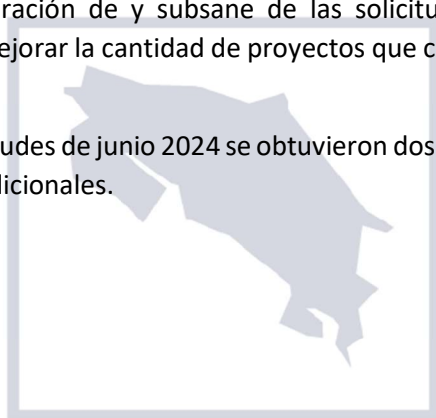 ración de y subsane de las solicitu
ejorar la cantidad de proyectos que c
udes de junio 2024 se obtuvieron dos
dicionales.